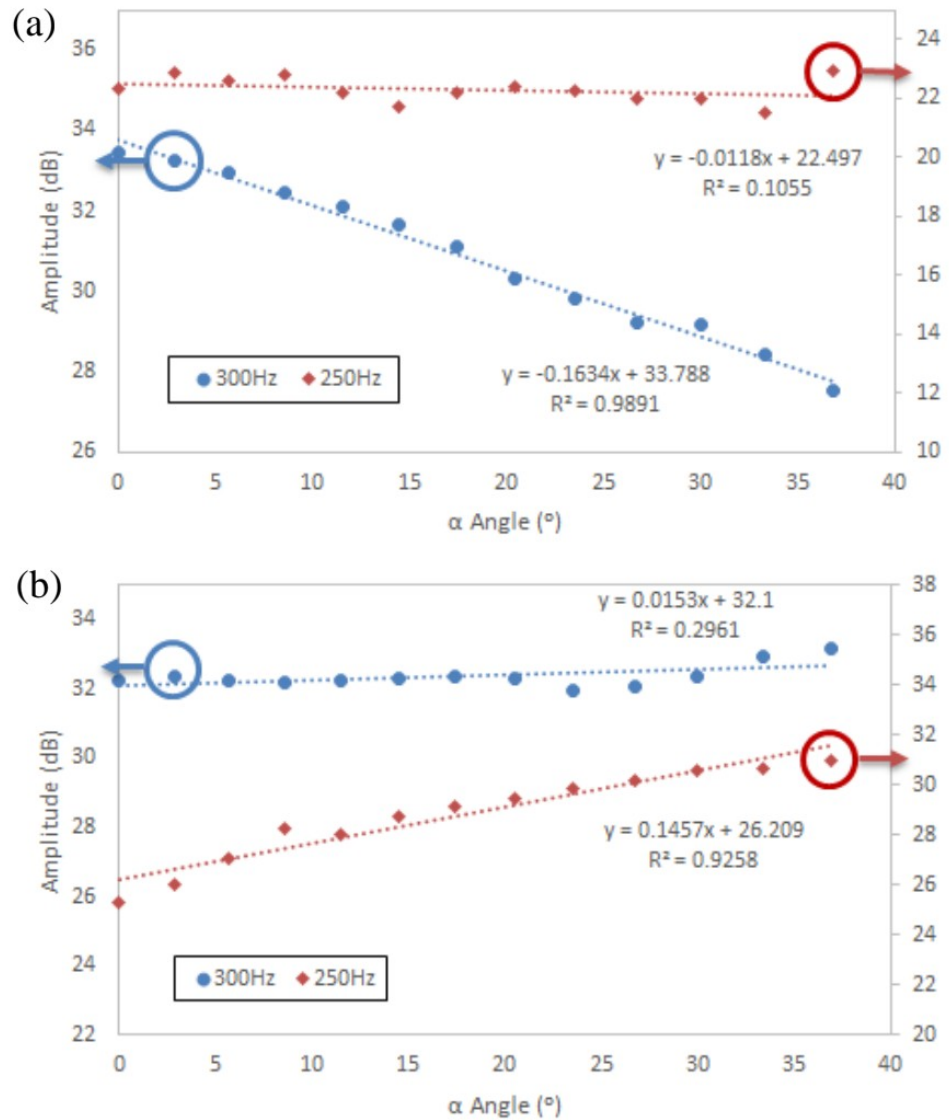 (a)
36
34
32
30
28
26
Amplitude (dB)
24
22
20
18
16
14
12
10
y = -0.0118x + 22.497
R² = 0.1055
y = -0.1634x + 33.788
R² = 0.9891
300Hz 250Hz
0 5 10 15 20 25 30 35 40
α Angle (°)
(b)
34
32
30
28
26
24
22
Amplitude (dB)
38
36
34
32
30
28
26
24
22
20
y = 0.0153x + 32.1
R² = 0.2961
y = 0.1457x + 26.209
R² = 0.9258
300Hz 250Hz
0 5 10 15 20 25 30 35 40
α Angle (°)